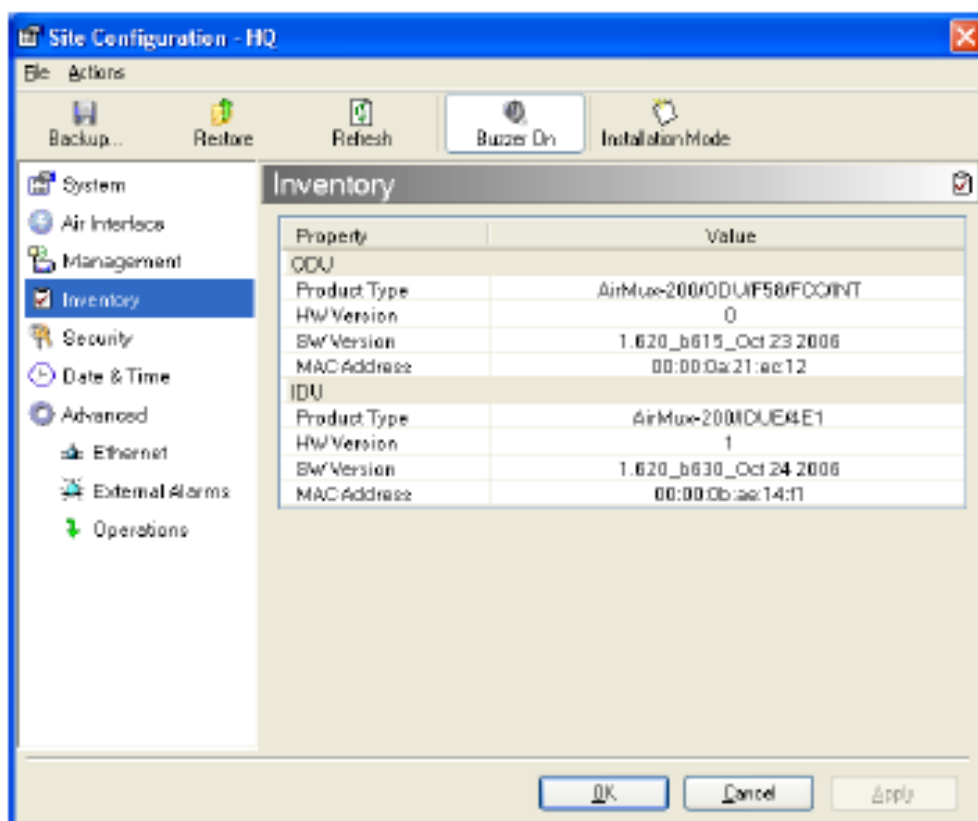 Site Configuration - HQ
File Actions
Backup... Restore Refresh Buzzer On Installation Mode
System
Air Interface
Management
Inventory
Security
Date & Time
Advanced
Ethernet
External Alarms
Operations
Inventory
Property Value
ODU
Product Type AirMux-200/ODU/F58/FCC/INT
HW Version 0
SW Version 1.620_b615_Oct 23 2006
MAC Address 00:00:0a:21:ec:12
IDU
Product Type AirMux-200/IDUE/4E1
HW Version 1
SW Version 1.620_b630_Oct 24 2006
MAC Address 00:00:0b:ae:14:f1
OK Cancel Apply